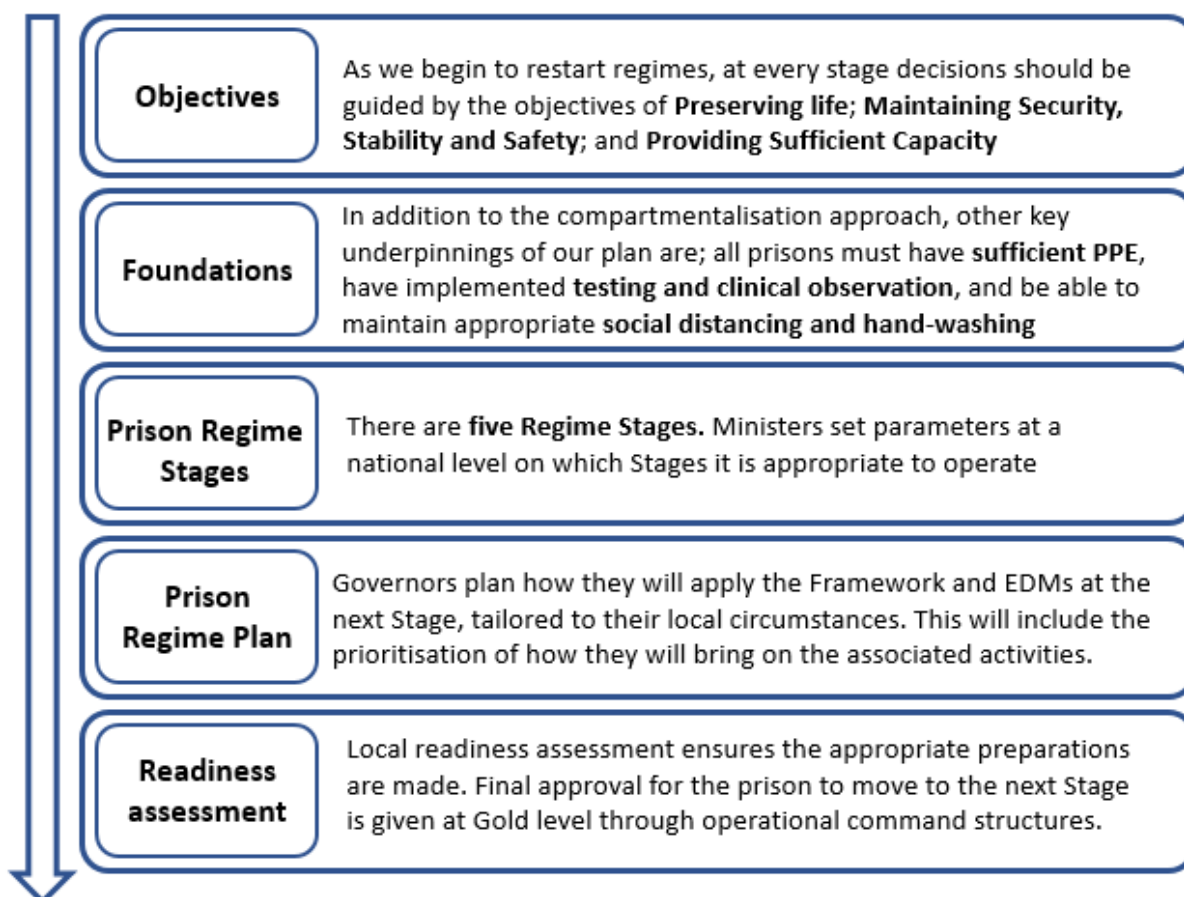 Objectives
As we begin to restart regimes, at every stage decisions should be
guided by the objectives of Preserving life; Maintaining Security,
Stability and Safety; and Providing Sufficient Capacity
Foundations
In addition to the compartmentalisation approach, other key
underpinnings of our plan are; all prisons must have sufficient PPE,
have implemented testing and clinical observation, and be able to
maintain appropriate social distancing and hand-washing
Prison Regime
Stages
There are five Regime Stages. Ministers set parameters at a
national level on which Stages it is appropriate to operate
Prison
Regime Plan
Governors plan how they will apply the Framework and EDMs at the
next Stage, tailored to their local circumstances. This will include the
prioritisation of how they will bring on the associated activities.
Readiness
assessment
Local readiness assessment ensures the appropriate preparations
are made. Final approval for the prison to move to the next Stage
is given at Gold level through operational command structures.